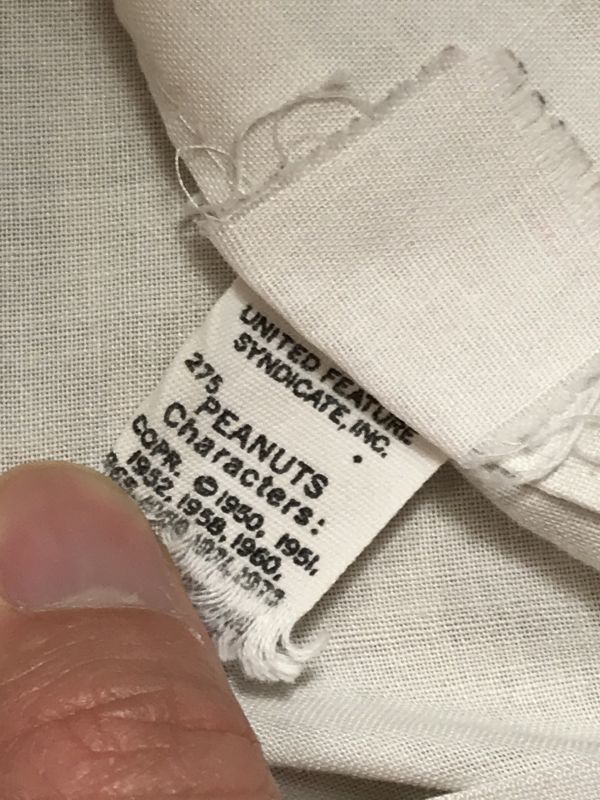 UNITED FEATURE
SYNDICATE, INC.
275
PEANUTS
Characters:
COPR. © 1950, 1951,
1952, 1958, 1960,